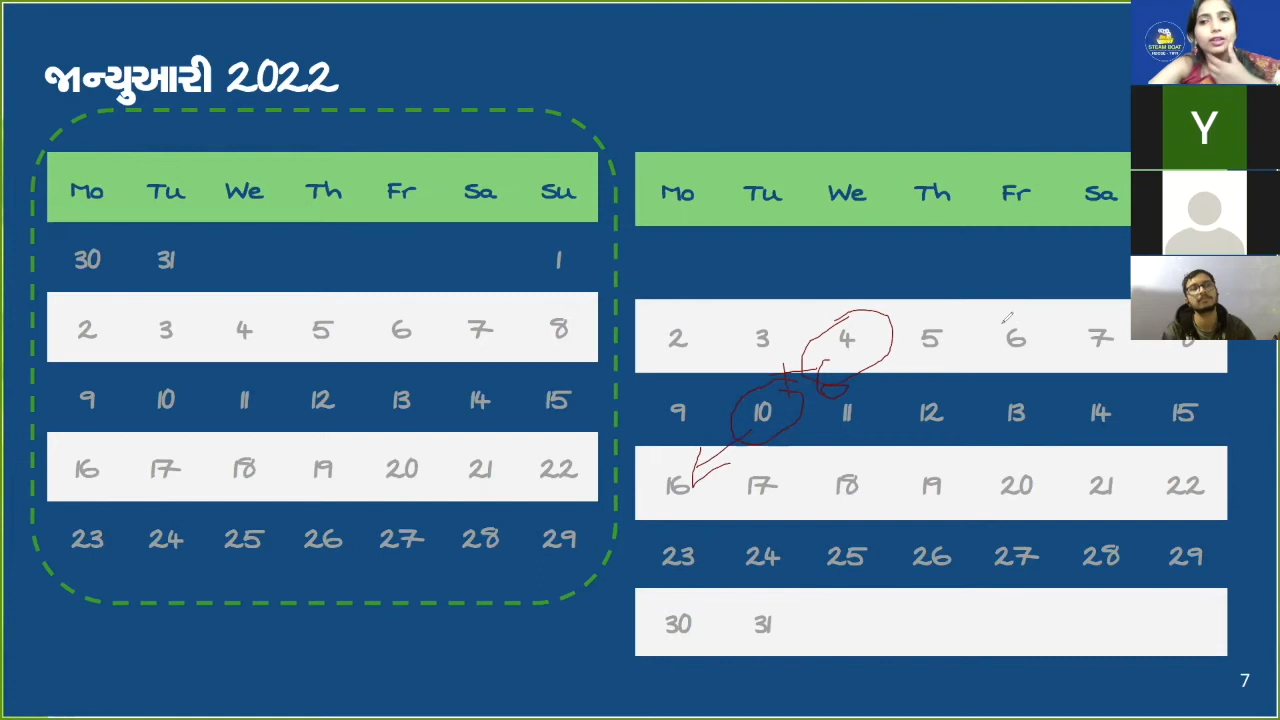 જાન્યુઆરી 2022
Mo Tu We Th Fr Sa Su
30 31 1
2 3 4 5 6 7 8
9 10 11 12 13 14 15
16 17 18 19 20 21 22
23 24 25 26 27 28 29
Mo Tu We Th Fr Sa
2 3 4 5 6 7 8
9 10 11 12 13 14 15
16 17 18 19 20 21 22
23 24 25 26 27 28 29
30 31
STEAM BOAT
Y
7